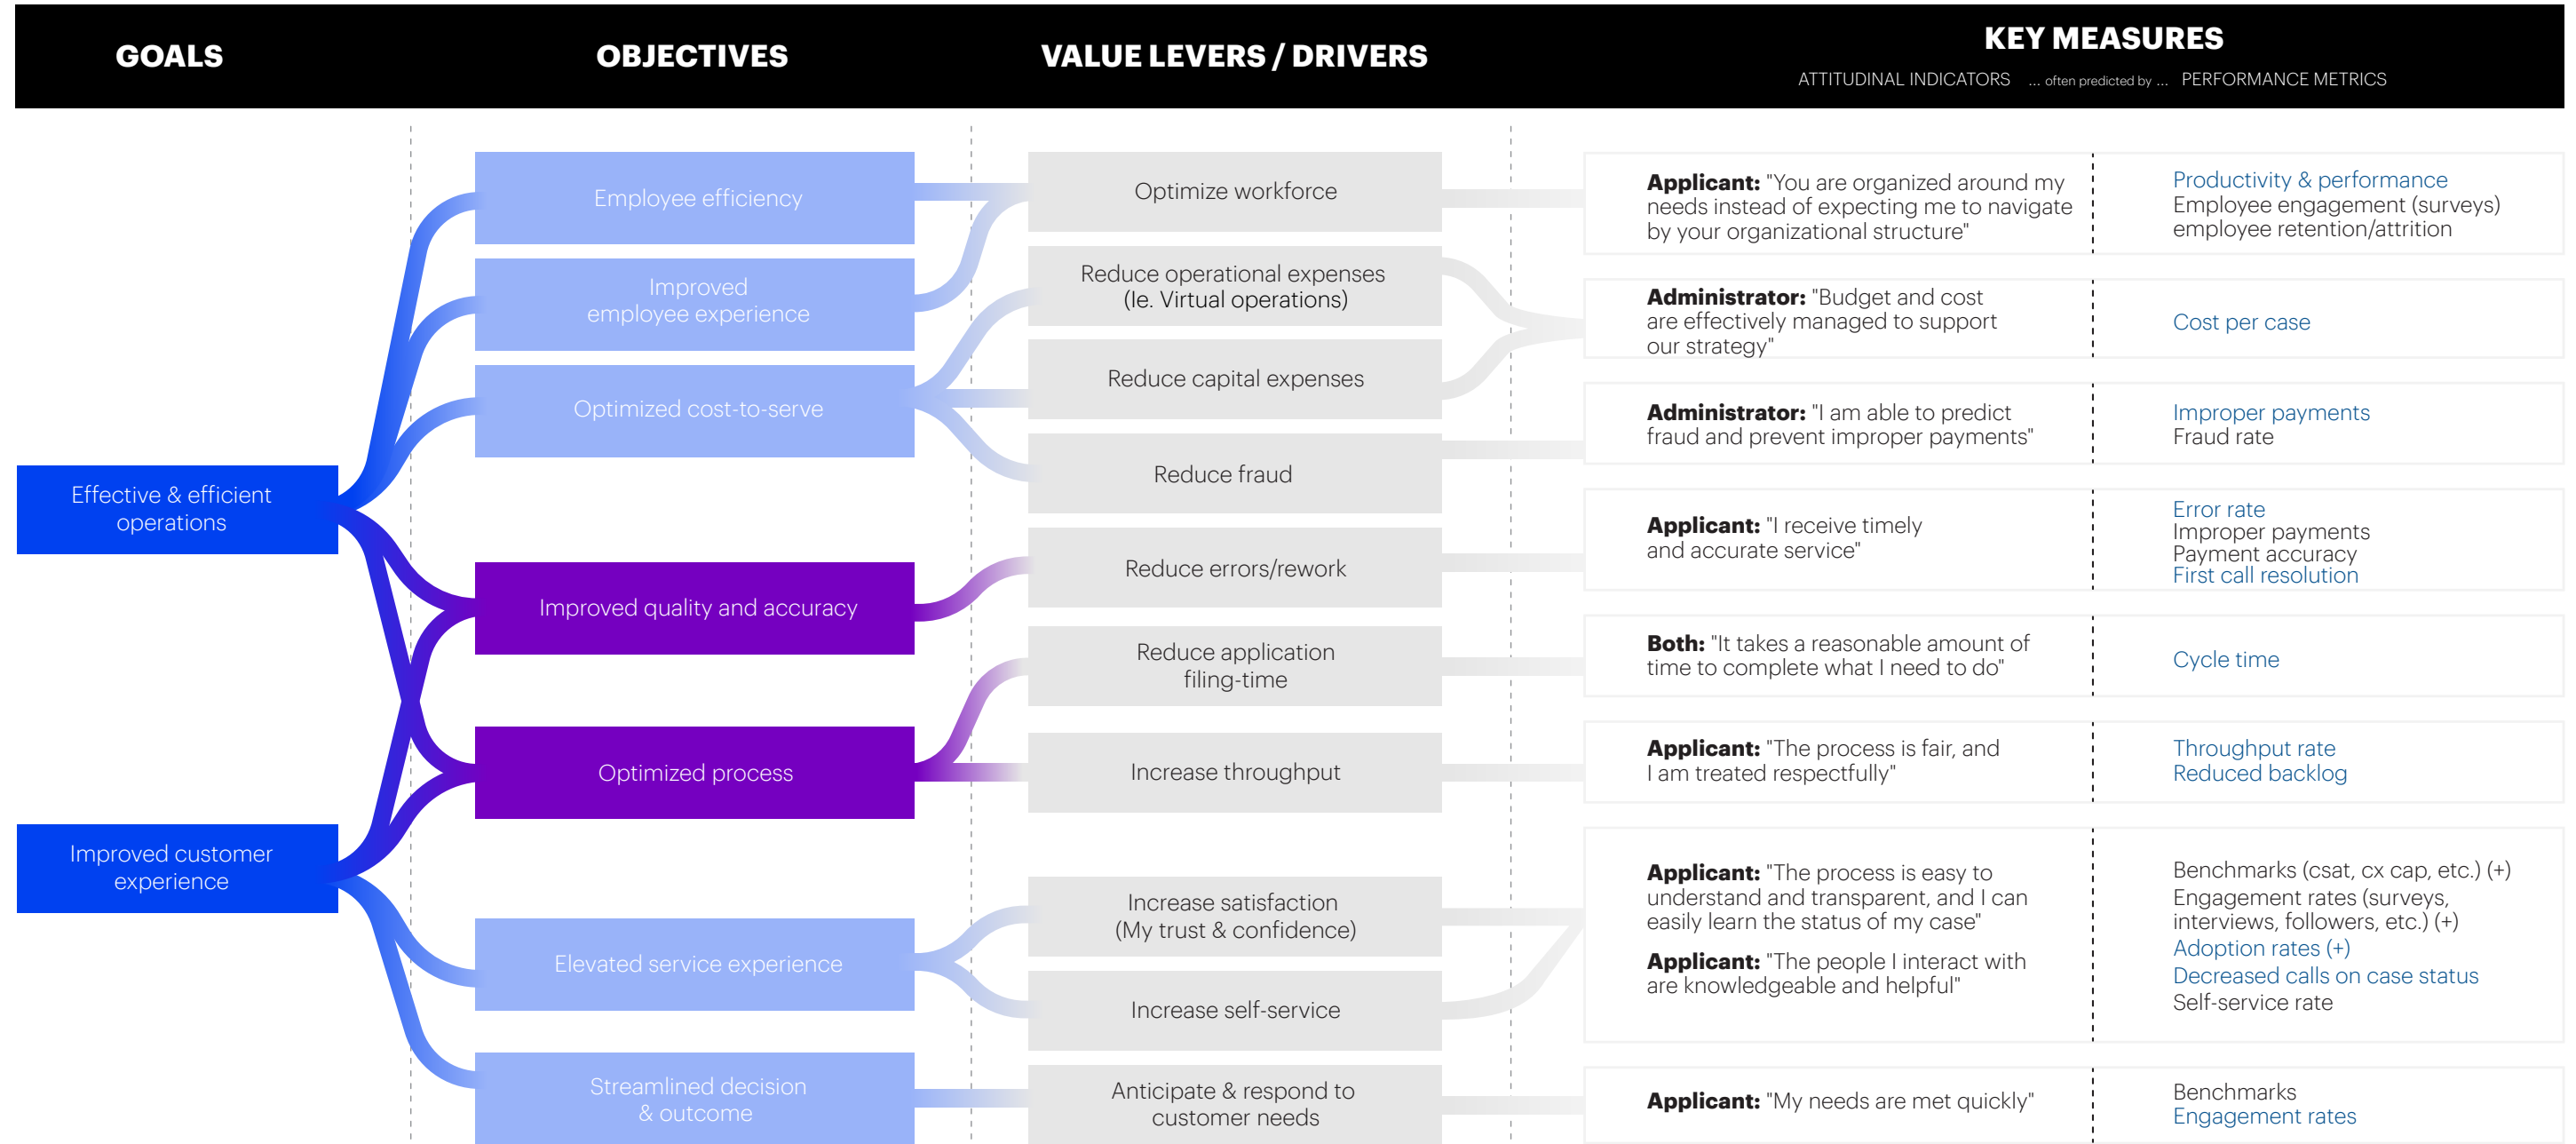 GOALS
OBJECTIVES
VALUE LEVERS / DRIVERS
KEY MEASURES
ATTITUDINAL INDICATORS ... often predicted by ... PERFORMANCE METRICS
Effective & efficient
operations
Improved customer
experience
Employee efficiency
Improved
employee experience
Optimized cost-to-serve
Improved quality and accuracy
Optimized process
Elevated service experience
Streamlined decision
& outcome
Optimize workforce
Reduce operational expenses
(Ie. Virtual operations)
Reduce capital expenses
Reduce fraud
Reduce errors/rework
Reduce application
filing-time
Increase throughput
Increase satisfaction
(My trust & confidence)
Increase self-service
Anticipate & respond to
customer needs
Applicant: "You are organized around my
needs instead of expecting me to navigate
by your organizational structure"
Productivity & performance
Employee engagement (surveys)
employee retention/attrition
Administrator: "Budget and cost
are effectively managed to support
our strategy"
Cost per case
Administrator: "I am able to predict
fraud and prevent improper payments"
Improper payments
Fraud rate
Applicant: "I receive timely
and accurate service"
Error rate
Improper payments
Payment accuracy
First call resolution
Both: "It takes a reasonable amount of
time to complete what I need to do"
Cycle time
Applicant: "The process is fair, and
I am treated respectfully"
Throughput rate
Reduced backlog
Applicant: "The process is easy to
understand and transparent, and I can
easily learn the status of my case"
Applicant: "The people I interact with
are knowledgeable and helpful"
Benchmarks (csat, cx cap, etc.) (+)
Engagement rates (surveys,
interviews, followers, etc.) (+)
Adoption rates (+)
Decreased calls on case status
Self-service rate
Applicant: "My needs are met quickly"
Benchmarks
Engagement rates